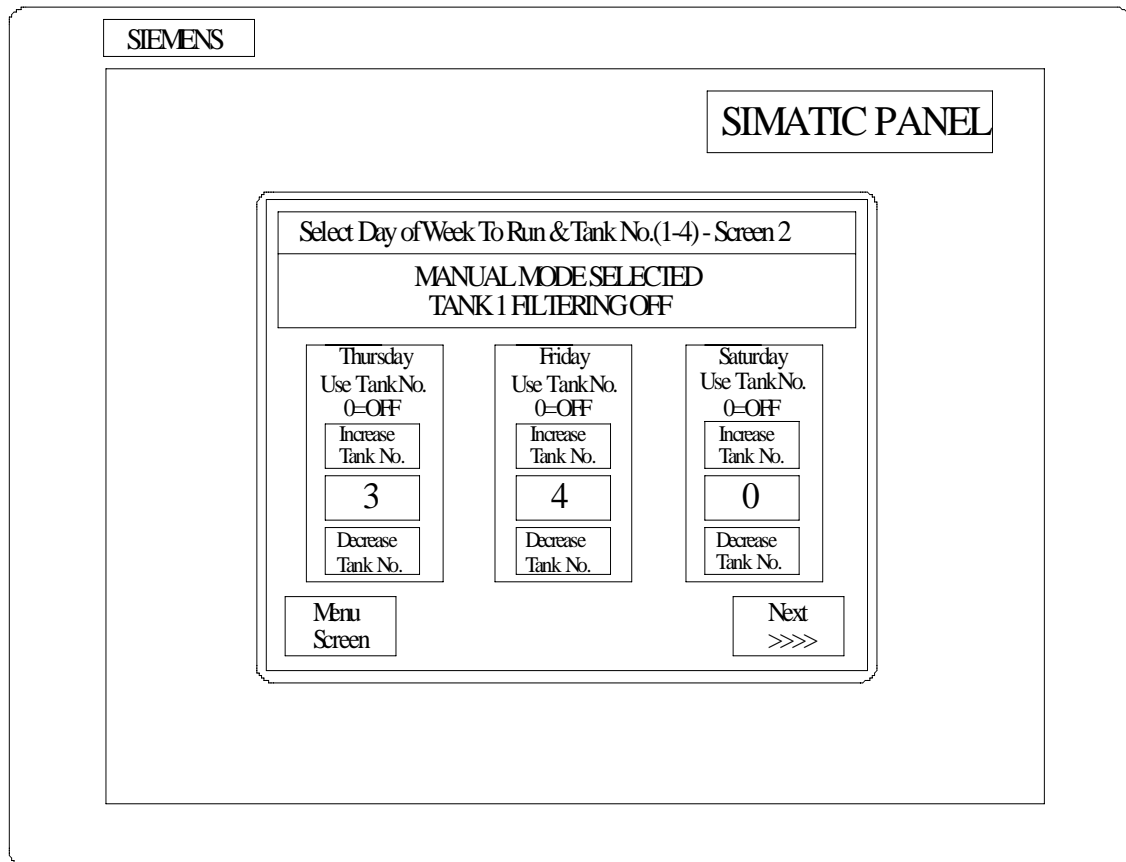 SIEMENS
SIMATIC PANEL
Select Day of Week To Run & Tank No.(1-4) - Screen 2
MANUAL MODE SELECTED
TANK 1 FILTERING OFF
Thursday
Use Tank No.
0=OFF
Increase
Tank No.
3
Decrease
Tank No.
Friday
Use Tank No.
0=OFF
Increase
Tank No.
4
Decrease
Tank No.
Saturday
Use Tank No.
0=OFF
Increase
Tank No.
0
Decrease
Tank No.
Menu
Screen
Next
>>>>